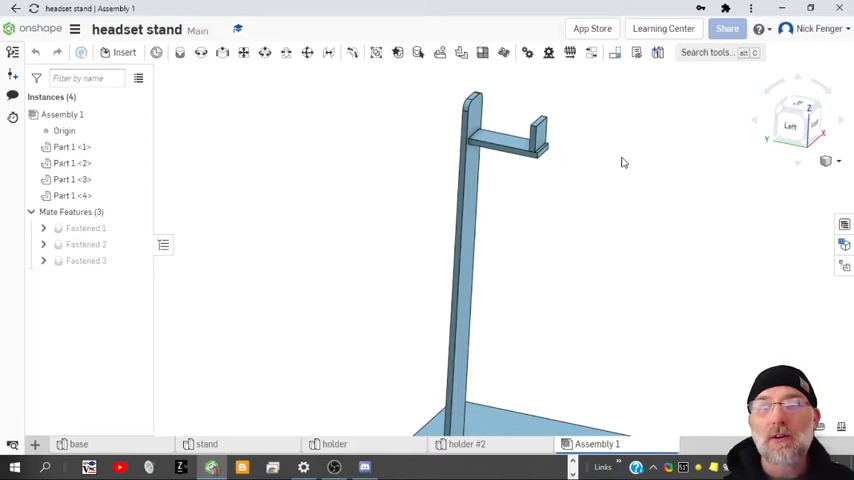 headset stand | Assembly 1
onshape
headset stand Main
App Store
Learning Center
Share
Nick Fenger
Insert
Search tools... alt C
Filter by name
Instances (4)
Assembly 1
Origin
Part 1 <1>
Part 1 <2>
Part 1 <3>
Part 1 <4>
Mate Features (3)
Fastened 1
Fastened 2
Fastened 3
Z
Left
Y
X
base
stand
holder
holder #2
Assembly 1
Links